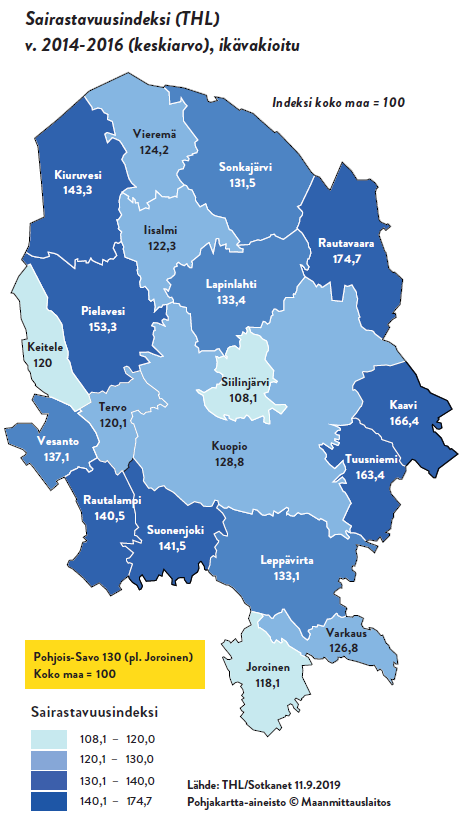 Sairastavuusindeksi (THL)
v. 2014-2016 (keskiarvo), ikävakioitu
Indeksi koko maa = 100
Vieremä
124,2
Kiuruvesi
143,3
Sonkajärvi
131,5
Iisalmi
122,3
Rautavaara
174,7
Lapinlahti
133,4
Pielavesi
153,3
Keitele
120
Siilinjärvi
108,1
Tervo
120,1
Kaavi
166,4
Vesanto
137,1
Kuopio
128,8
Tuusniemi
163,4
Rautalampi
140,5
Suonenjoki
141,5
Leppävirta
133,1
Varkaus
126,8
Joroinen
118,1
Pohjois-Savo 130 (pl. Joroinen)
Koko maa = 100
Sairastavuusindeksi
108,1 – 120,0
120,1 – 130,0
130,1 – 140,0
140,1 – 174,7
Lähde: THL/Sotkanet 11.9.2019
Pohjakartta-aineisto © Maanmittauslaitos